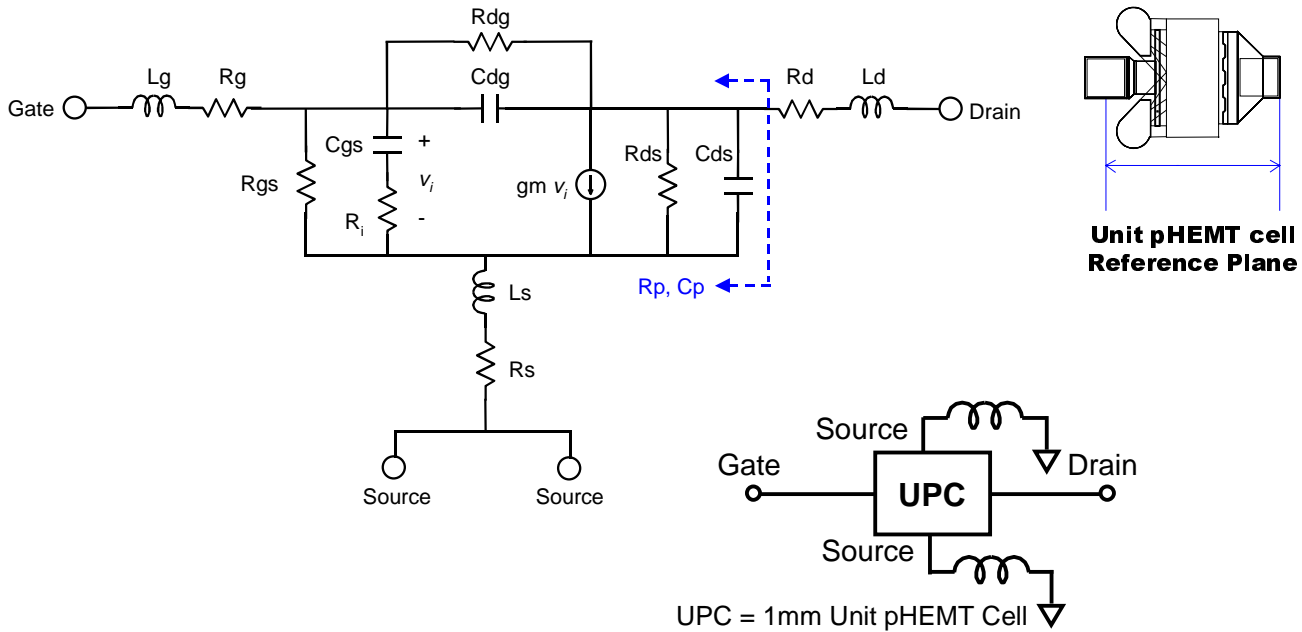 Rdg
Lg
Rg
Cdg
Rd
Ld
Gate
Drain
Cgs
+
Rds
Cds
Rgs
vi
gm vi
Ri
-
Unit pHEMT cell
Reference Plane
Rp, Cp
Ls
Rs
Source
Source
Source
Gate
Drain
UPC
Source
UPC = 1mm Unit pHEMT Cell